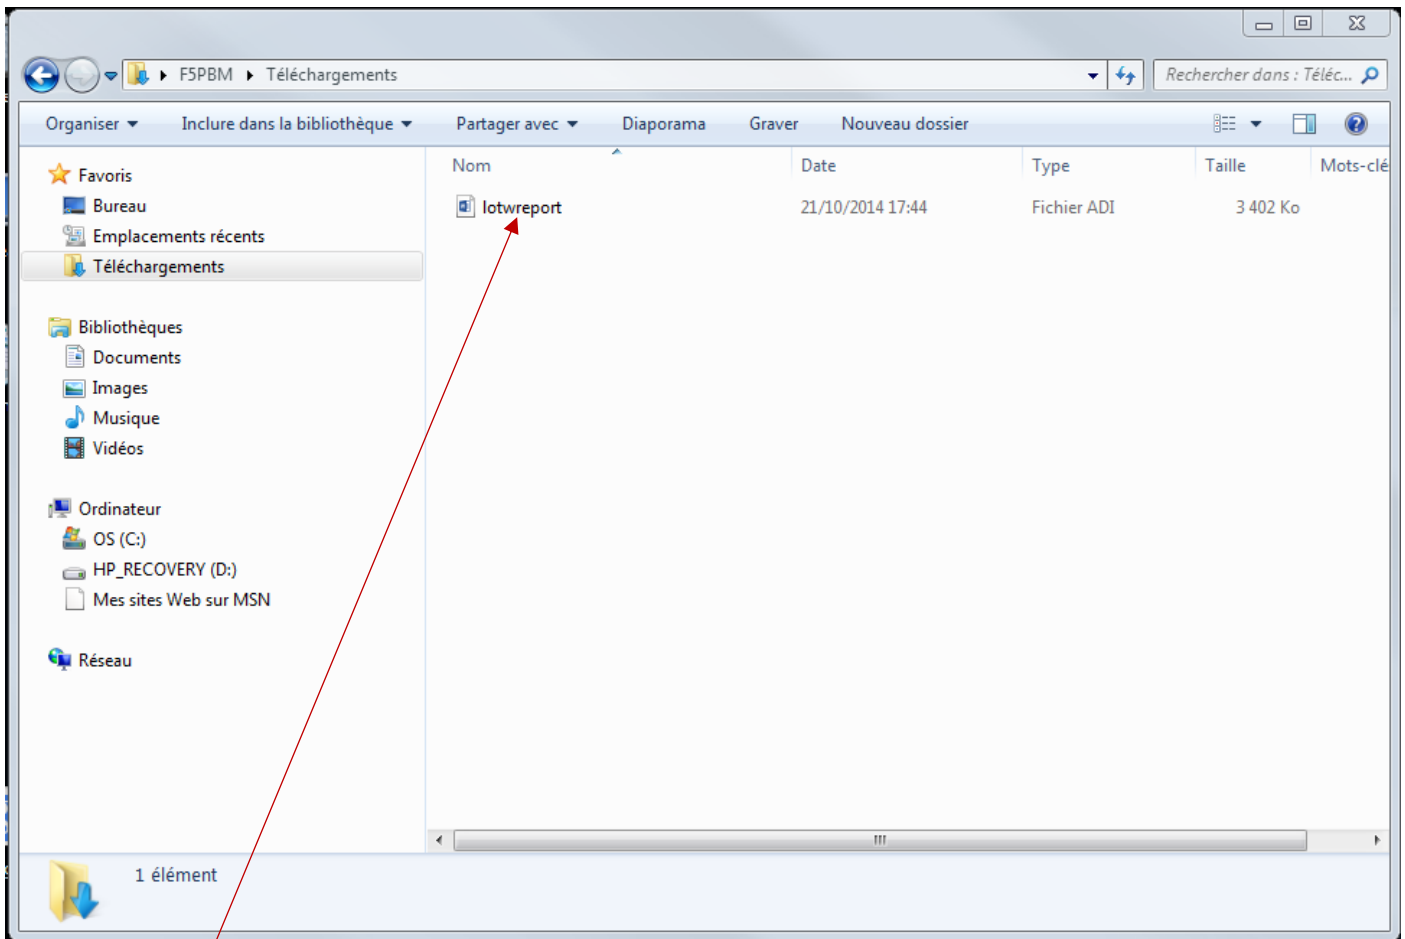 F5PBM Téléchargements
Rechercher dans : Téléc...
Organiser Inclure dans la bibliothèque Partager avec Diaporama Graver Nouveau dossier
Favoris
Bureau
Emplacements récents
Téléchargements
Bibliothèques
Documents
Images
Musique
Vidéos
Ordinateur
OS (C:)
HP_RECOVERY (D:)
Mes sites Web sur MSN
Réseau
Nom Date Type Taille Mots-clé
lotwreport 21/10/2014 17:44 Fichier ADI 3 402 Ko
1 élément